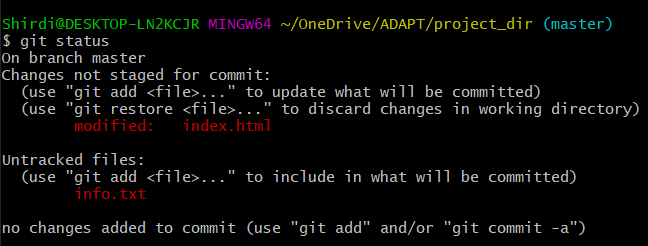 Shirdi@DESKTOP-LN2KCJR MINGW64 ~/OneDrive/ADAPT/project_dir (master)
$ git status
On branch master
Changes not staged for commit:
  (use "git add <file>..." to update what will be committed)
  (use "git restore <file>..." to discard changes in working directory)
        modified:   index.html

Untracked files:
  (use "git add <file>..." to include in what will be committed)
        info.txt

no changes added to commit (use "git add" and/or "git commit -a")